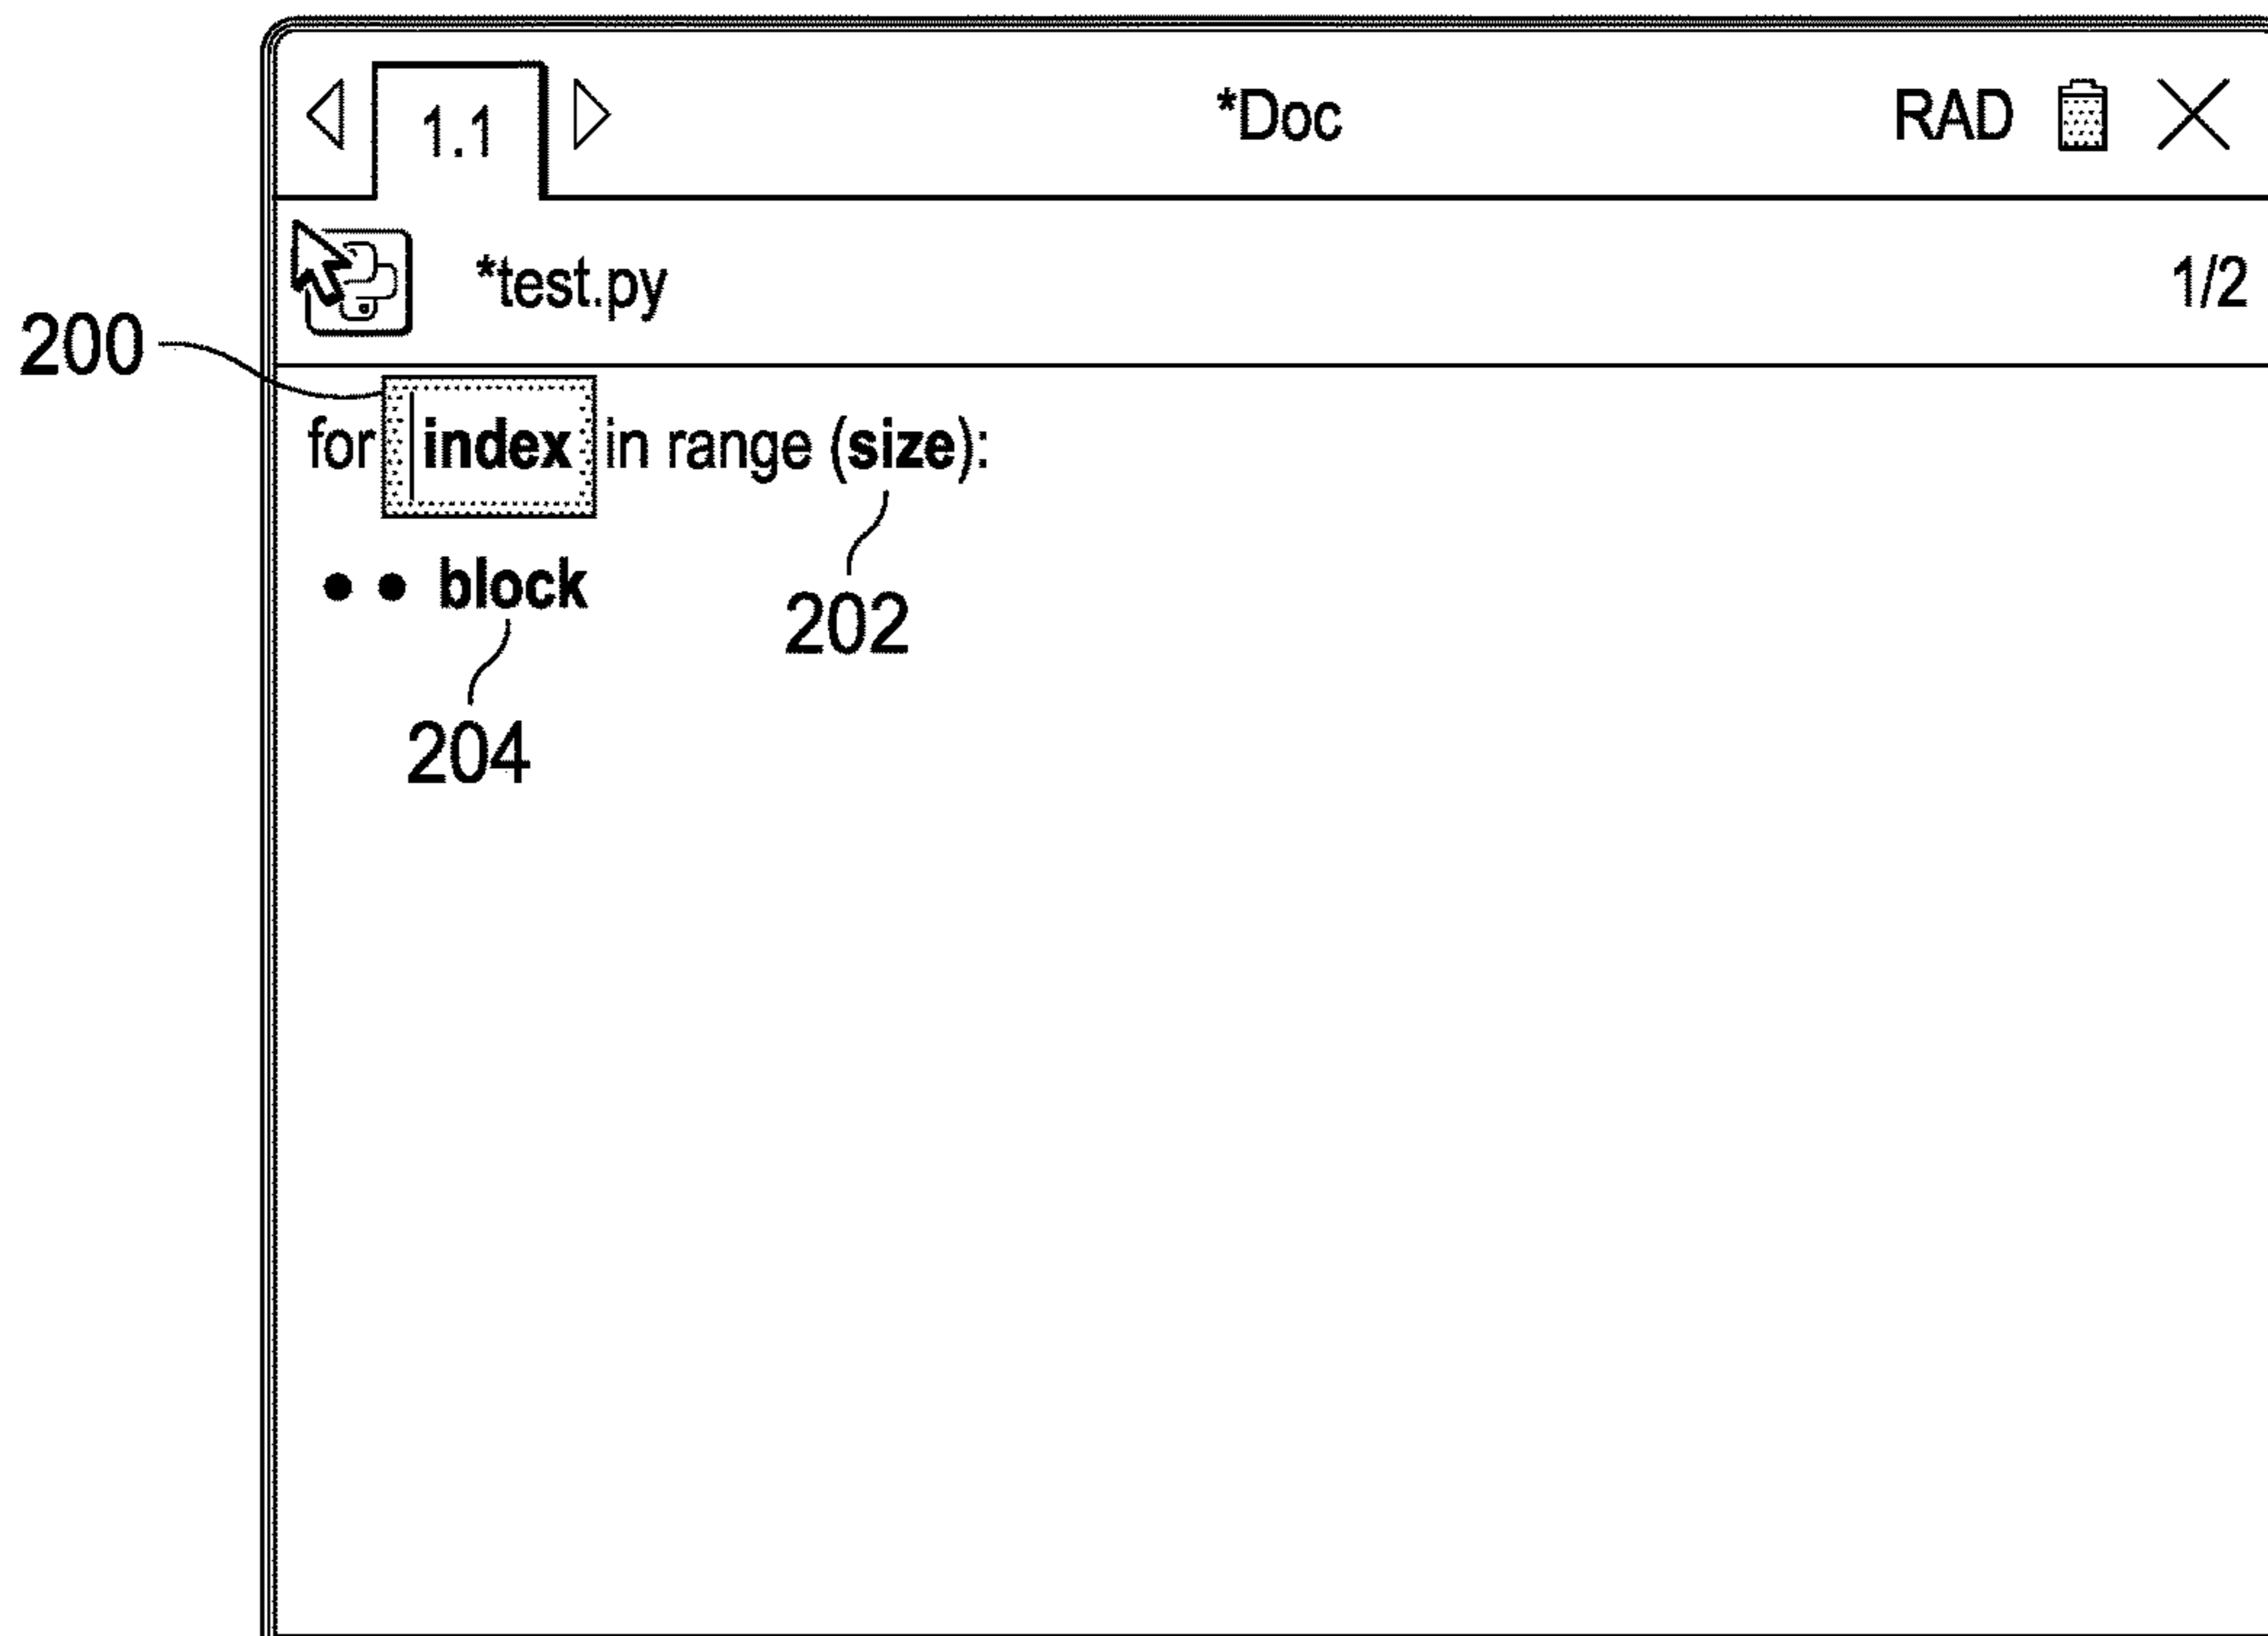 1.1 *Doc RAD
*test.py 1/2
200
for index in range (size):
•• block
202
204